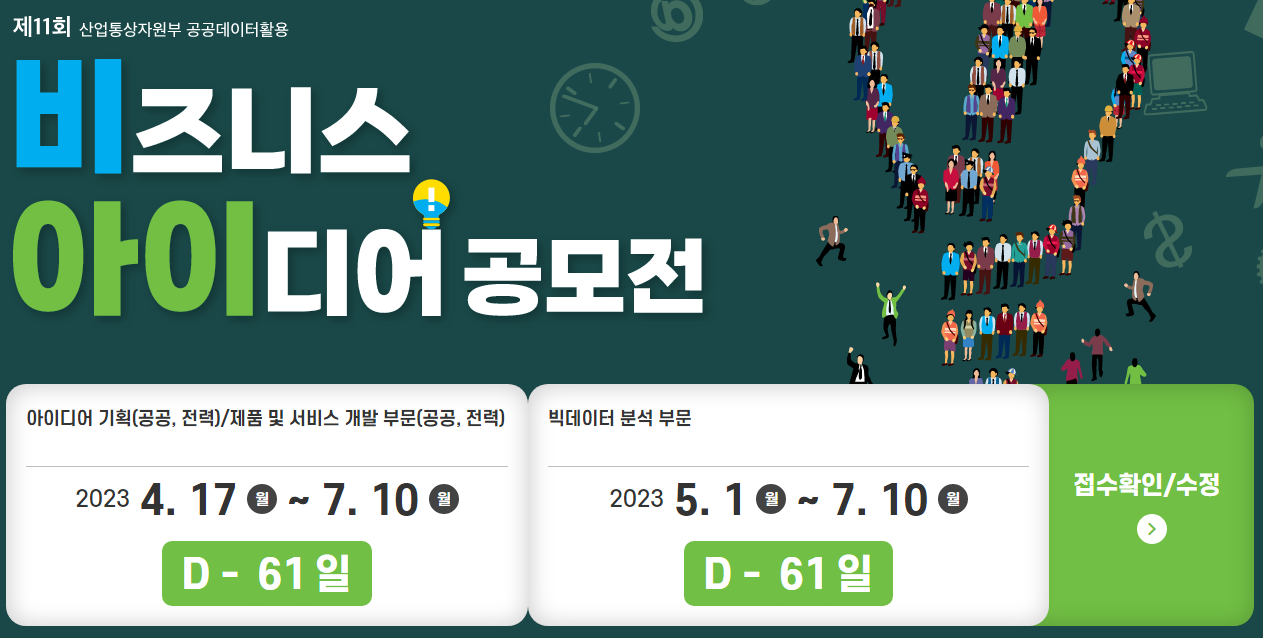 제11회 산업통상자원부 공공데이터활용
비즈니스
아이디어 공모전
아이디어 기획(공공, 전력)/제품 및 서비스 개발 부문(공공, 전력)
2023 4. 17 월 ~ 7. 10 월
D - 61일
빅데이터 분석 부문
2023 5. 1 월 ~ 7. 10 월
D - 61일
접수확인/수정